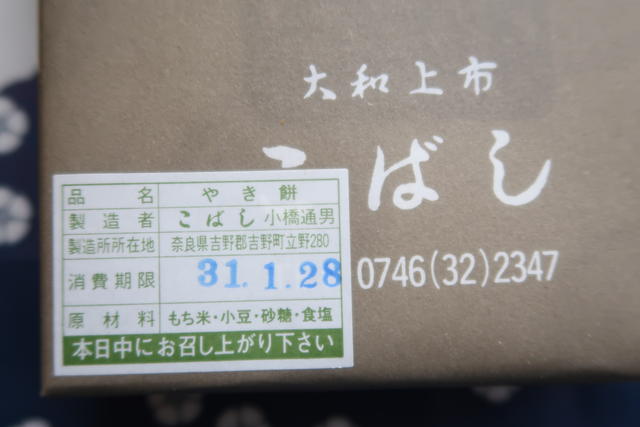 大和上市
こばし
0746(32)2347
品名 やき餅
製造者 こばし 小橋通男
製造所所在地 奈良県吉野郡吉野町立野280
消費期限 31.1.28
原材料 もち米・小豆・砂糖・食塩
本日中にお召し上がり下さい